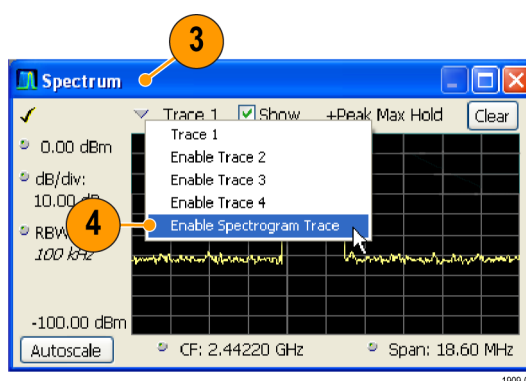 3
Spectrum
Trace 1 Show +Peak Max Hold Clear
Trace 1
Enable Trace 2
Enable Trace 3
Enable Trace 4
Enable Spectrogram Trace
0.00 dBm
dB/div:
10.00
4
100 kHz
-100.00 dBm
Autoscale CF: 2.44220 GHz Span: 18.60 MHz